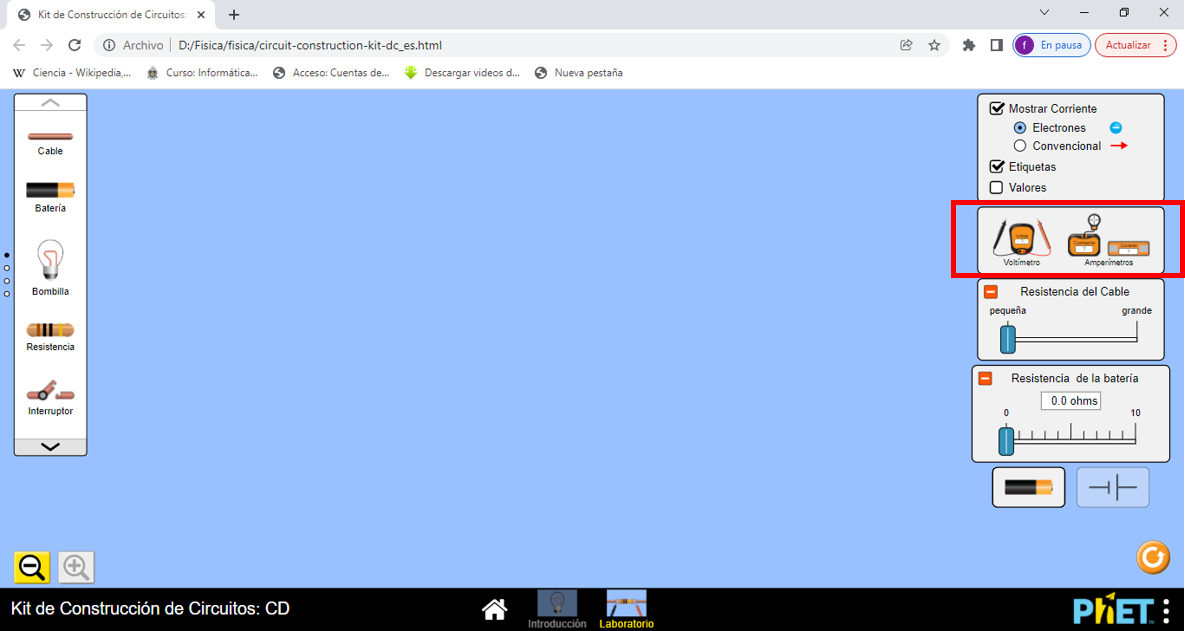 Kit de Construcción de Circuitos:
Archivo
D:/Fisica/fisica/circuit-construction-kit-dc_es.html
f
En pausa
Actualizar
W Ciencia - Wikipedia,...
Curso: Informática...
Acceso: Cuentas de...
Descargar videos d...
Nueva pestaña
Cable
Batería
Bombilla
Resistencia
Interruptor
Mostrar Corriente
Electrones
Convencional
Etiquetas
Valores
Voltímetro
Amperímetros
Resistencia del Cable
pequeña
grande
Resistencia de la batería
0.0 ohms
0
10
Kit de Construcción de Circuitos: CD
Introducción
Laboratorio
PhET